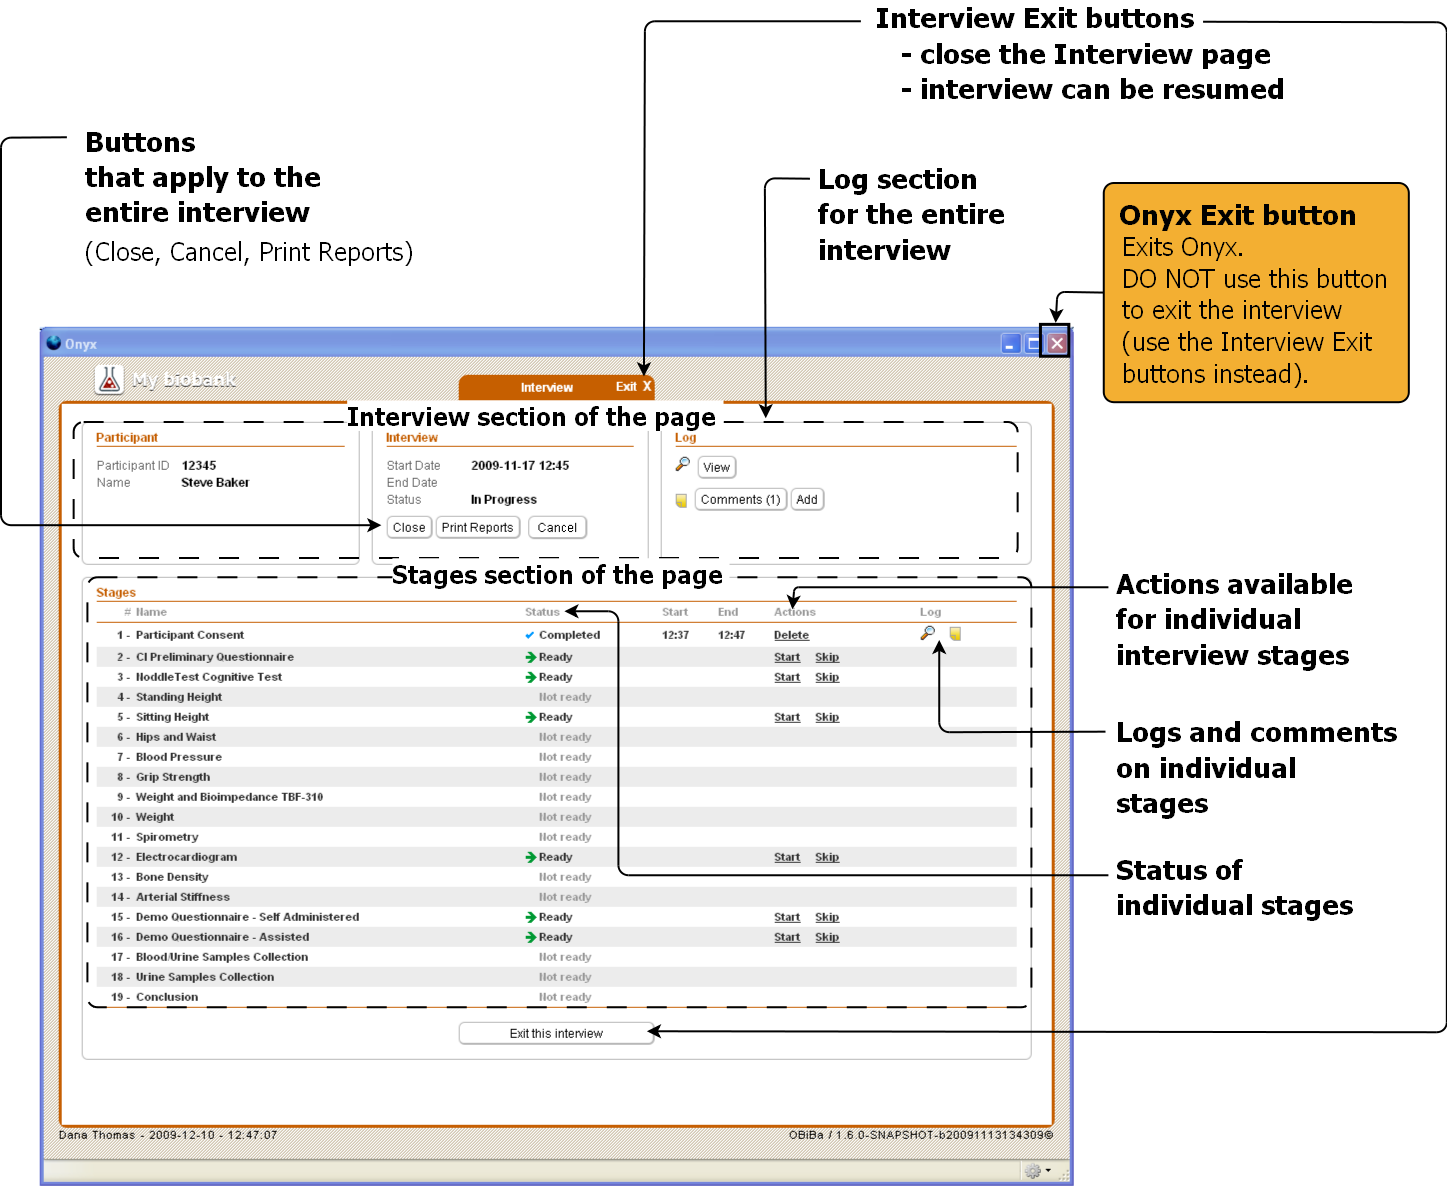 Interview Exit buttons
- close the Interview page
- interview can be resumed
Buttons
that apply to the
entire interview
(Close, Cancel, Print Reports)
Log section
for the entire
interview
Onyx Exit button
Exits Onyx.
DO NOT use this button
to exit the interview
(use the Interview Exit
buttons instead).
Onyx
My biobank
Interview Exit X
Interview section of the page
Participant
Participant ID 12345
Name Steve Baker
Interview
Start Date 2009-11-17 12:45
End Date
Status In Progress
Close Print Reports Cancel
Log
View
Comments (1) Add
Stages section of the page
Stages
# Name Status Start End Actions Log
1 - Participant Consent Completed 12:37 12:47 Delete
2 - CI Preliminary Questionnaire Ready Start Skip
3 - NoddleTest Cognitive Test Ready Start Skip
4 - Standing Height Not ready
5 - Sitting Height Ready Start Skip
6 - Hips and Waist Not ready
7 - Blood Pressure Not ready
8 - Grip Strength Not ready
9 - Weight and Bioimpedance TBF-310 Not ready
10 - Weight Not ready
11 - Spirometry Not ready
12 - Electrocardiogram Ready Start Skip
13 - Bone Density Not ready
14 - Arterial Stiffness Not ready
15 - Demo Questionnaire - Self Administered Ready Start Skip
16 - Demo Questionnaire - Assisted Ready Start Skip
17 - Blood/Urine Samples Collection Not ready
18 - Urine Samples Collection Not ready
19 - Conclusion Not ready
Exit this interview
Actions available
for individual
interview stages
Logs and comments
on individual
stages
Status of
individual stages
Dana Thomas - 2009-12-10 - 12:47:07
OBiBa / 1.6.0-SNAPSHOT-b20091113134309©